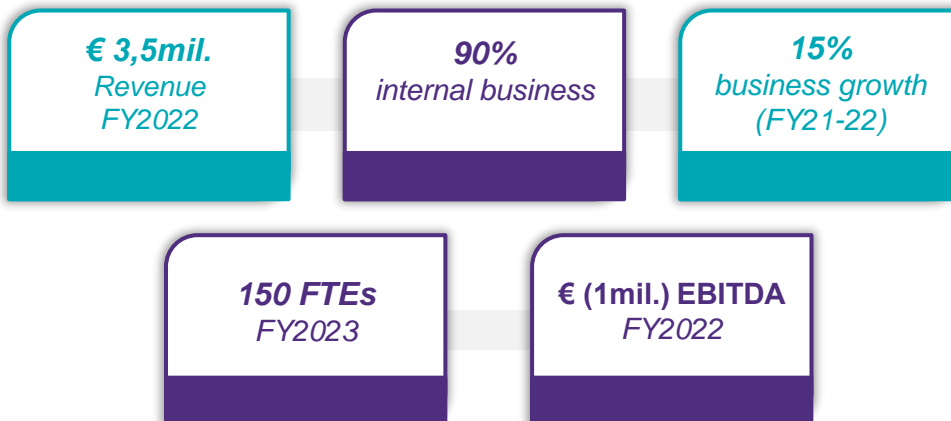 € 3,5mil.
Revenue
FY2022
90%
internal business
15%
business growth
(FY21-22)
150 FTEs
FY2023
€ (1mil.) EBITDA
FY2022